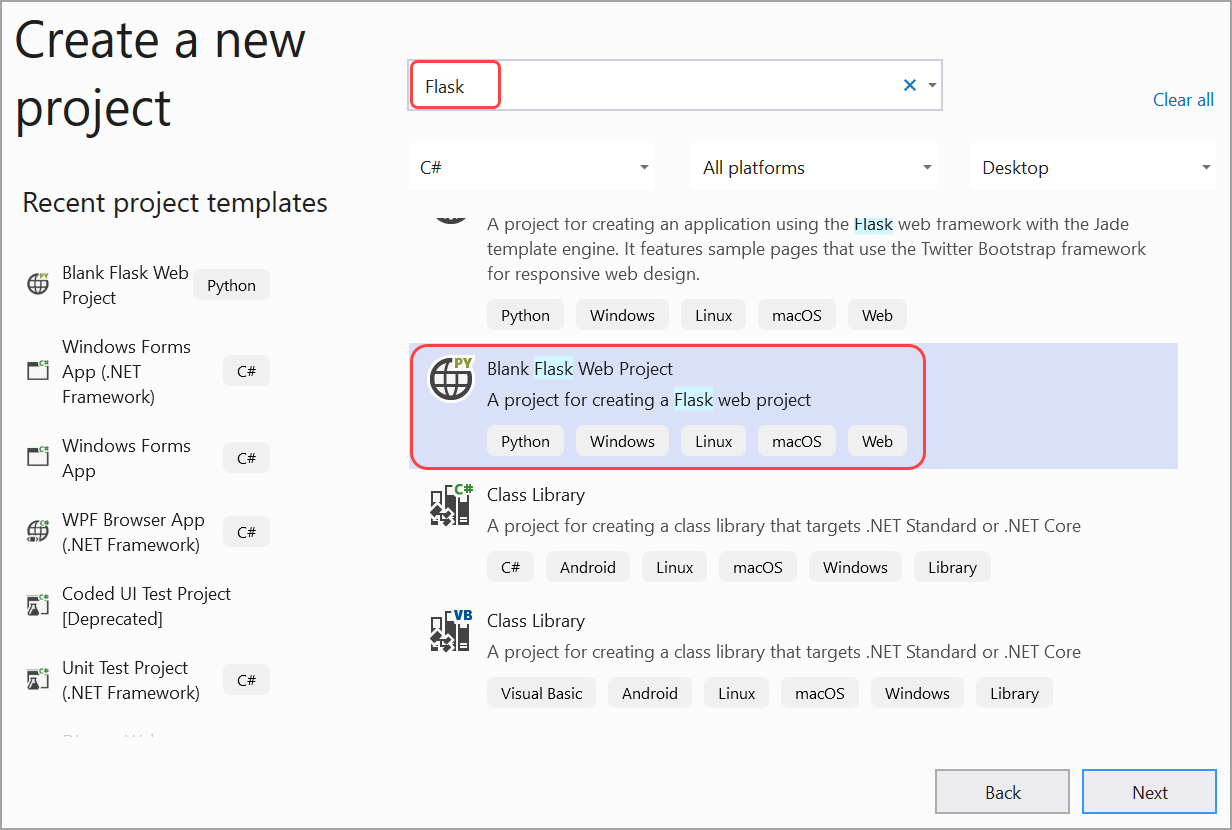 Create a new
project
Recent project templates
Blank Flask Web
Project
Python
Windows Forms
App (.NET
Framework)
C#
Windows Forms
App
C#
WPF Browser App
(.NET Framework)
C#
Coded UI Test Project
[Deprecated]
Unit Test Project
(.NET Framework)
C#
Flask
Clear all
C#
All platforms
Desktop
A project for creating an application using the Flask web framework with the Jade
template engine. It features sample pages that use the Twitter Bootstrap framework
for responsive web design.
Python Windows Linux macOS Web
PY
Blank Flask Web Project
A project for creating a Flask web project
Python Windows Linux macOS Web
C#
Class Library
A project for creating a class library that targets .NET Standard or .NET Core
C# Android Linux macOS Windows Library
VB
Class Library
A project for creating a class library that targets .NET Standard or .NET Core
Visual Basic Android Linux macOS Windows Library
Back
Next